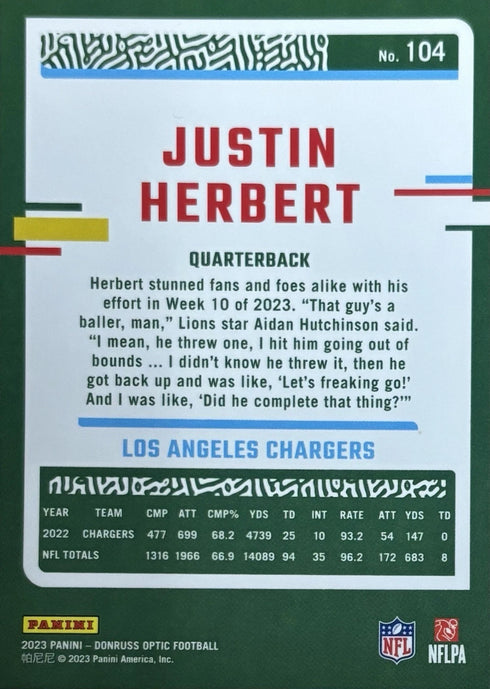 No. 104
JUSTIN
HERBERT
QUARTERBACK
Herbert stunned fans and foes alike with his
effort in Week 10 of 2023. “That guy's a
baller, man,” Lions star Aidan Hutchinson said.
“I mean, he threw one, I hit him going out of
bounds ... I didn't know he threw it, then he
got back up and was like, ‘Let's freaking go!’
And I was like, ‘Did he complete that thing?’”
LOS ANGELES CHARGERS
YEAR TEAM CMP ATT CMP% YDS TD INT RATE ATT YDS TD
2022 CHARGERS 477 699 68.2 4739 25 10 93.2 54 147 0
NFL TOTALS 1316 1966 66.9 14089 94 35 96.2 172 683 8
PANINI
2023 PANINI – DONRUSS OPTIC FOOTBALL
帕尼尼 © 2023 Panini America, Inc.
NFL
NFLPA